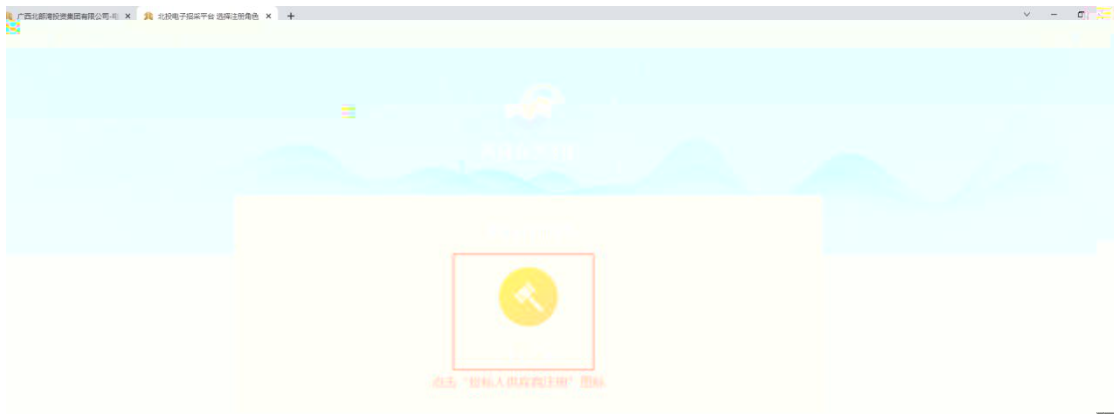 广西北部湾投资集团有限公司-电
北投电子招采平台 选择注册角色
点击“投标人供应商注册”图标